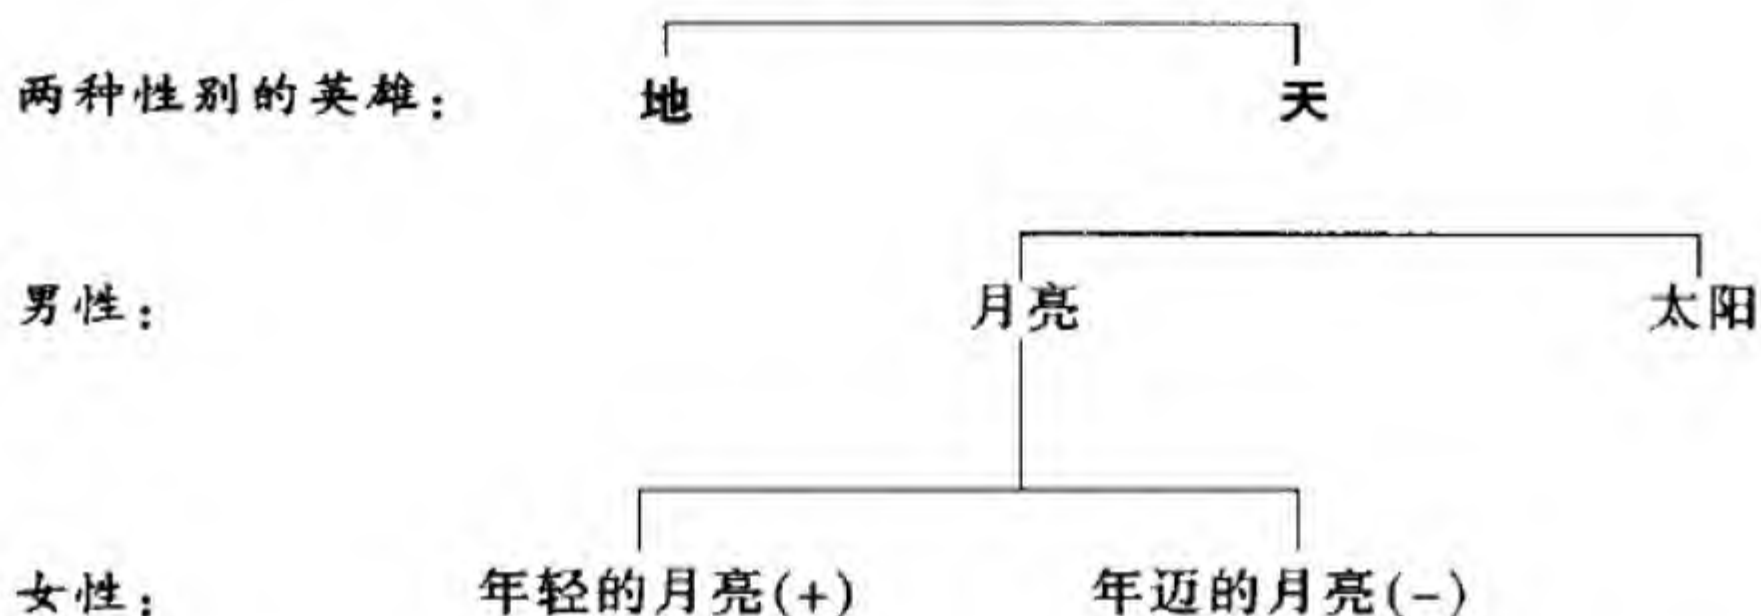 两种性别的英雄： 地 天
男性： 月亮 太阳
女性： 年轻的月亮(+) 年迈的月亮(-)